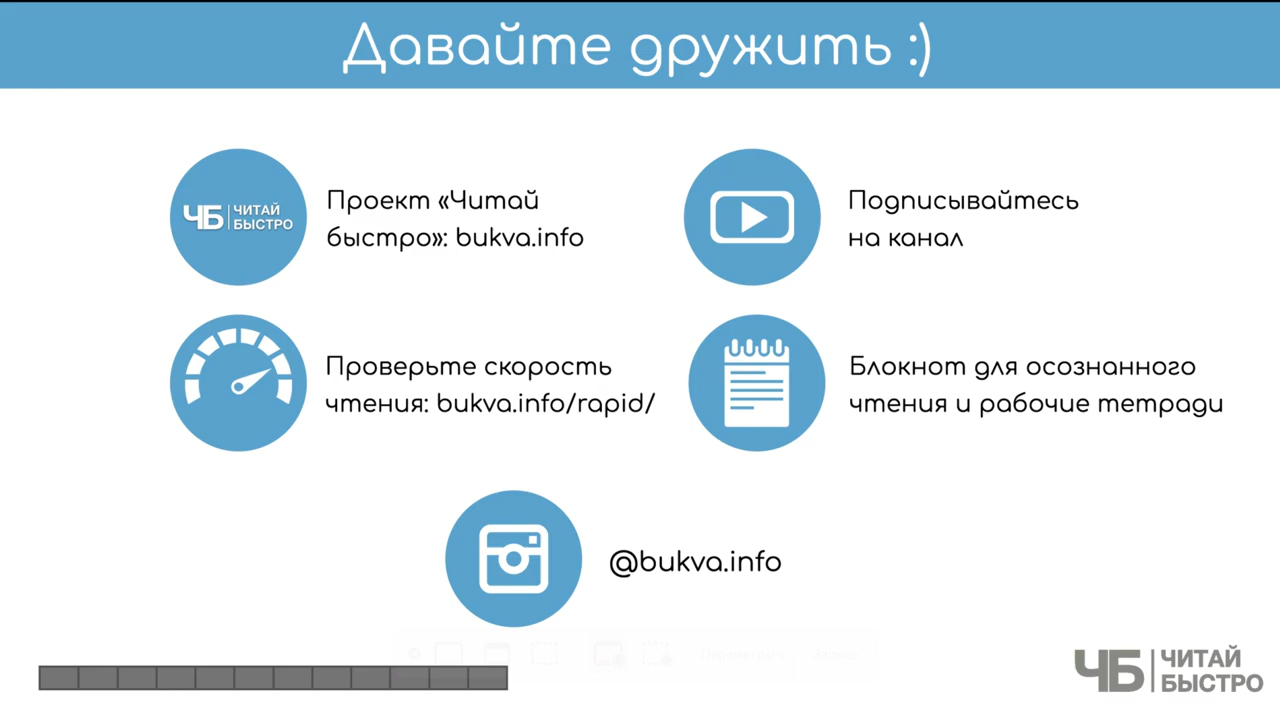 Давайте дружить :)
ЧБ ЧИТАЙ
БЫСТРО
Проект «Читай
быстро»: bukva.info
Подписывайтесь
на канал
Проверьте скорость
чтения: bukva.info/rapid/
Блокнот для осознанного
чтения и рабочие тетради
@bukva.info
ЧБ ЧИТАЙ
БЫСТРО